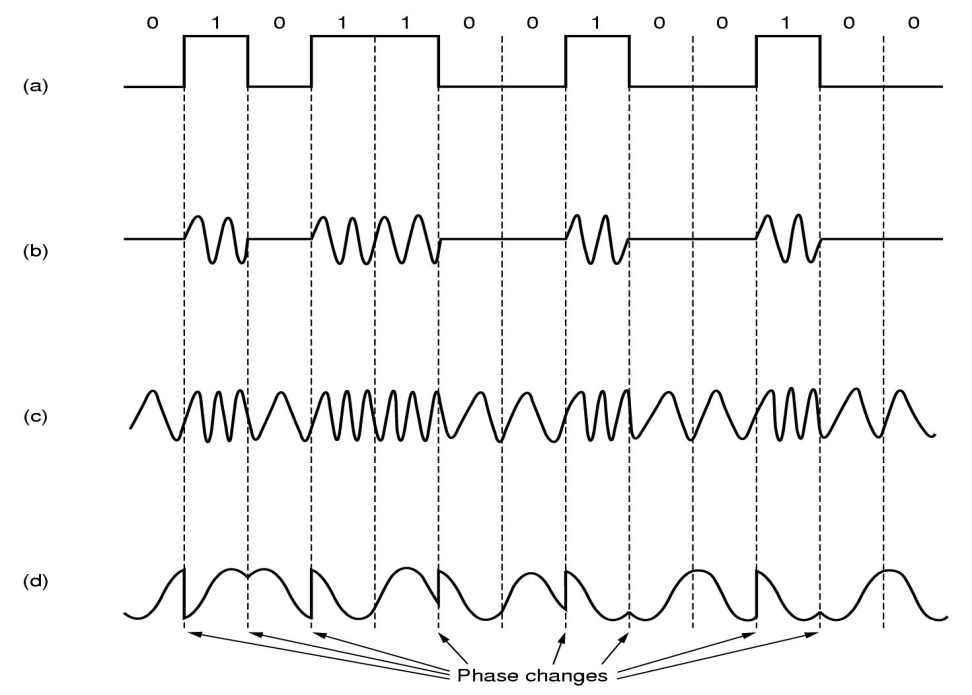 0 1 0 1 1 0 0 1 0 0 1 0 0
(a)
(b)
(c)
(d)
Phase changes